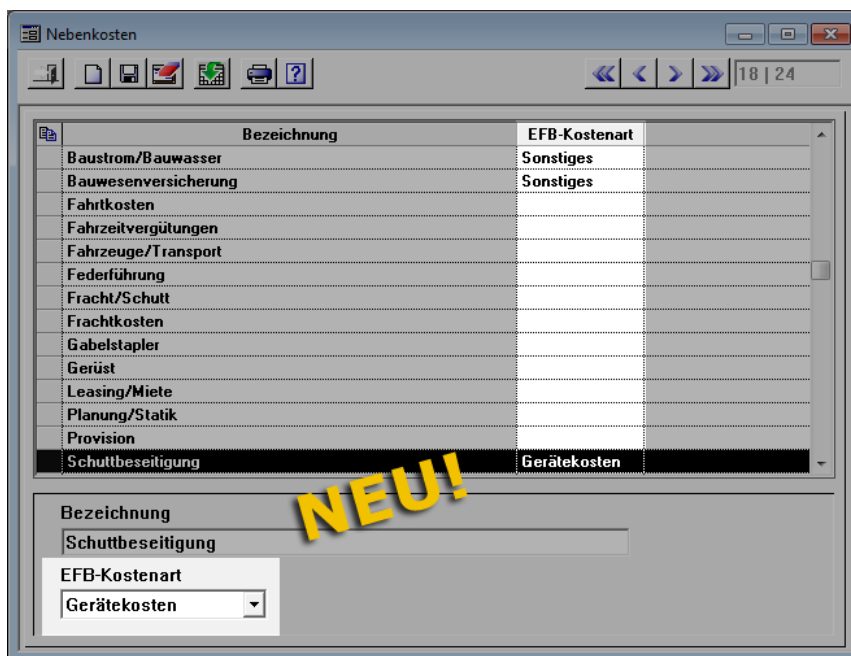 Nebenkosten
18 | 24
Bezeichnung EFB-Kostenart
Baustrom/Bauwasser Sonstiges
Bauwesenversicherung Sonstiges
Fahrtkosten
Fahrzeitvergütungen
Fahrzeuge/Transport
Federführung
Fracht/Schutt
Frachtkosten
Gabelstapler
Gerüst
Leasing/Miete
Planung/Statik
Provision
Schuttbeseitigung Gerätekosten
NEU!
Bezeichnung
Schuttbeseitigung
EFB-Kostenart
Gerätekosten